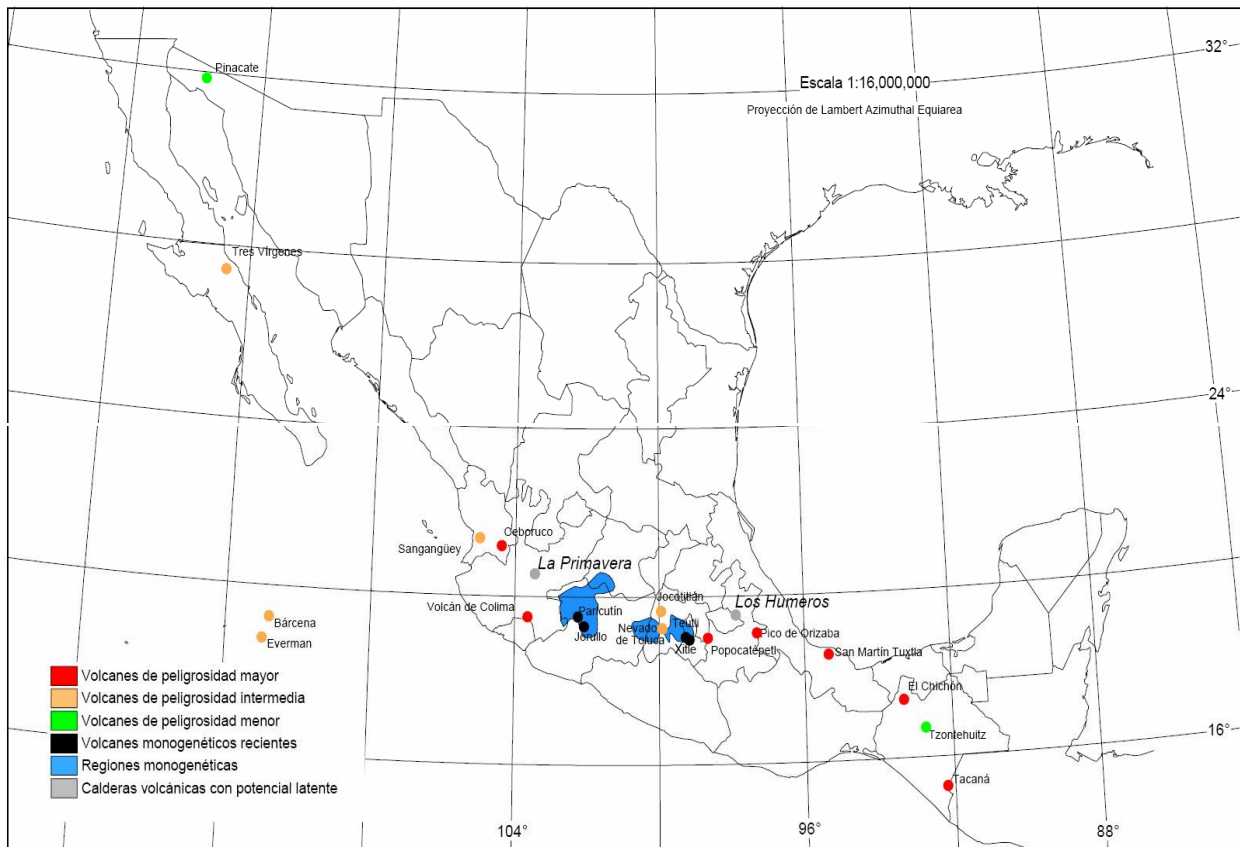 Pinacate
32°
Escala 1:16,000,000
Proyección de Lambert Azimuthal Equiarea
Tres Vírgenes
24°
Ceboruco
Sangangüey
La Primavera
Jocotitlán
Los Humeros
Volcán de Colima
Paricutín
Bárcena
Teutli
Nevado
de Toluca
Pico de Orizaba
Jorullo
Everman
Xitle
Popocatépetl
San Martín Tuxtla
Volcanes de peligrosidad mayor
El Chichón
Volcanes de peligrosidad intermedia
Volcanes de peligrosidad menor
Tzontehuitz
16°
Volcanes monogenéticos recientes
Regiones monogenéticas
Tacaná
Calderas volcánicas con potencial latente
104°
96°
88°